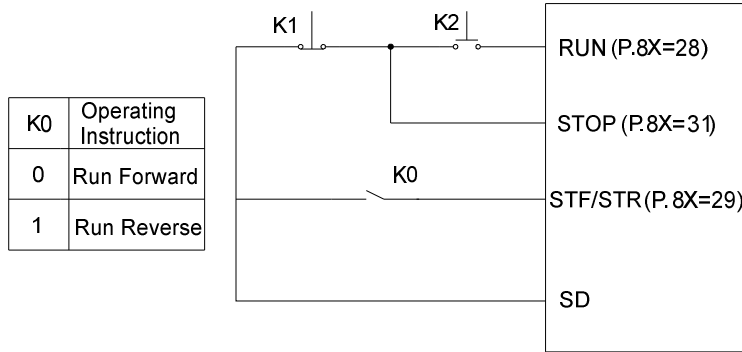 K1
K2
RUN (P.8X=28)
STOP (P.8X=31)
K0
STF/STR (P.8X=29)
SD
K0 Operating
Instruction
0 Run Forward
1 Run Reverse